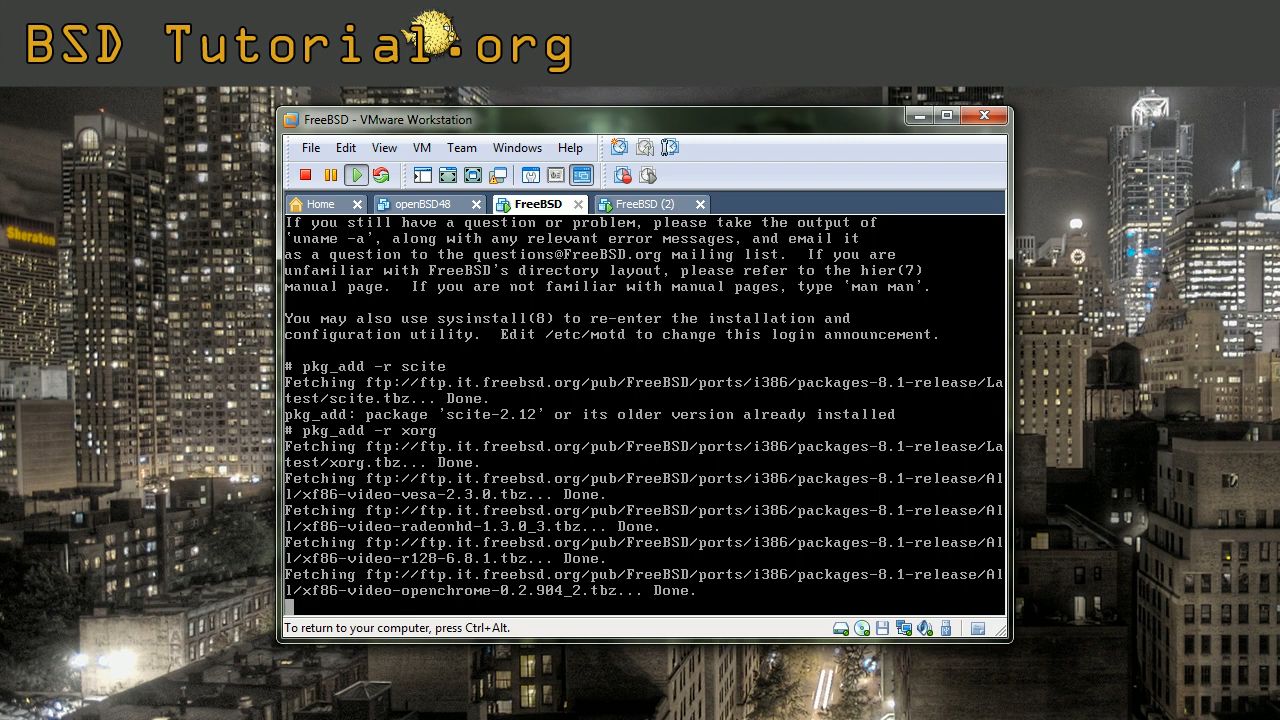 BSD Tutorial.org
Sheraton
FreeBSD - VMware Workstation
File Edit View VM Team Windows Help
Home openBSD48 FreeBSD FreeBSD (2)
If you still have a question or problem, please take the output of
'uname -a', along with any relevant error messages, and email it
as a question to the questions@FreeBSD.org mailing list.  If you are
unfamiliar with FreeBSD's directory layout, please refer to the hier(7)
manual page.  If you are not familiar with manual pages, type 'man man'.
You may also use sysinstall(8) to re-enter the installation and
configuration utility.  Edit /etc/motd to change this login announcement.
# pkg_add -r scite
Fetching ftp://ftp.it.freebsd.org/pub/FreeBSD/ports/i386/packages-8.1-release/La
test/scite.tbz... Done.
pkg_add: package 'scite-2.12' or its older version already installed
# pkg_add -r xorg
Fetching ftp://ftp.it.freebsd.org/pub/FreeBSD/ports/i386/packages-8.1-release/La
test/xorg.tbz... Done.
Fetching ftp://ftp.it.freebsd.org/pub/FreeBSD/ports/i386/packages-8.1-release/Al
l/xf86-video-vesa-2.3.0.tbz... Done.
Fetching ftp://ftp.it.freebsd.org/pub/FreeBSD/ports/i386/packages-8.1-release/Al
l/xf86-video-radeonhd-1.3.0_3.tbz... Done.
Fetching ftp://ftp.it.freebsd.org/pub/FreeBSD/ports/i386/packages-8.1-release/Al
l/xf86-video-r128-6.8.1.tbz... Done.
Fetching ftp://ftp.it.freebsd.org/pub/FreeBSD/ports/i386/packages-8.1-release/Al
l/xf86-video-openchrome-0.2.904_2.tbz... Done.
To return to your computer, press Ctrl+Alt.